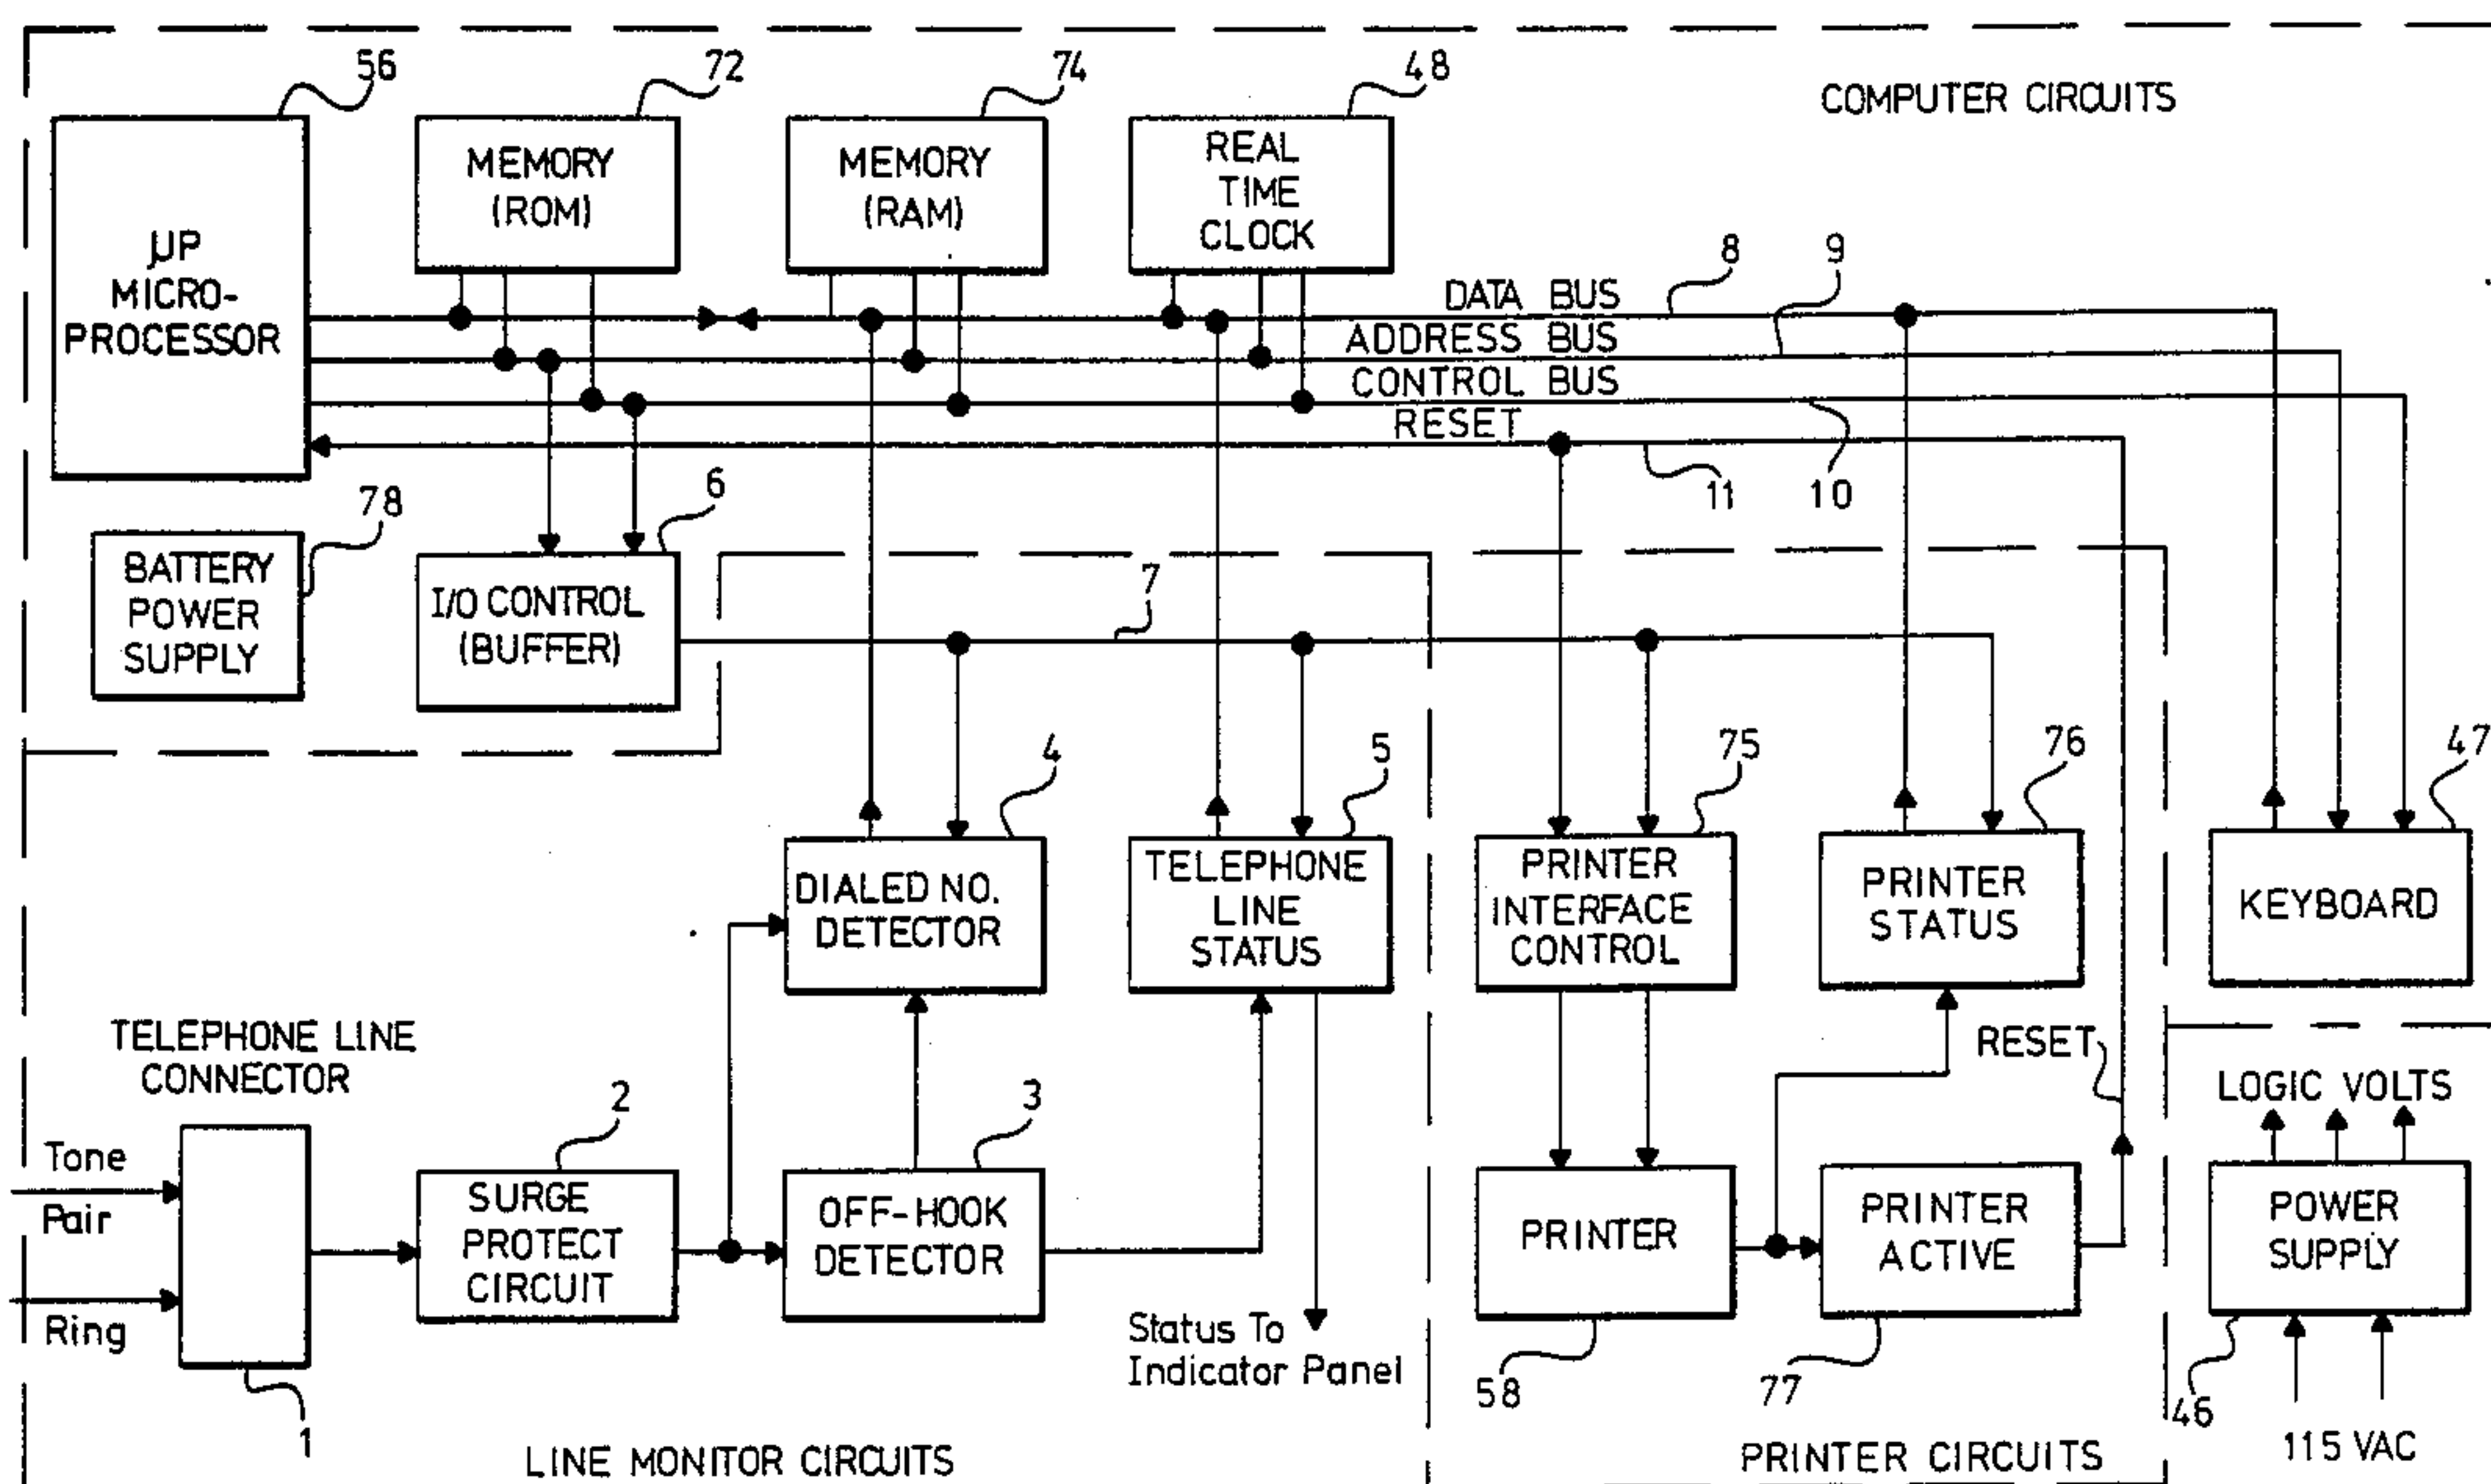 56
72
74
48
COMPUTER CIRCUITS
µP
MICRO-
PROCESSOR
MEMORY
(ROM)
MEMORY
(RAM)
REAL
TIME
CLOCK
8
9
DATA BUS
ADDRESS BUS
CONTROL BUS
RESET
11
10
78
6
BATTERY
POWER
SUPPLY
I/O CONTROL
(BUFFER)
7
4
5
75
76
47
DIALED NO.
DETECTOR
TELEPHONE
LINE
STATUS
PRINTER
INTERFACE
CONTROL
PRINTER
STATUS
KEYBOARD
TELEPHONE LINE
CONNECTOR
RESET
LOGIC VOLTS
2
3
Tone
Pair
Ring
SURGE
PROTECT
CIRCUIT
OFF-HOOK
DETECTOR
PRINTER
PRINTER
ACTIVE
POWER
SUPPLY
Status To
Indicator Panel
1
58
77
46
115 VAC
LINE MONITOR CIRCUITS
PRINTER CIRCUITS